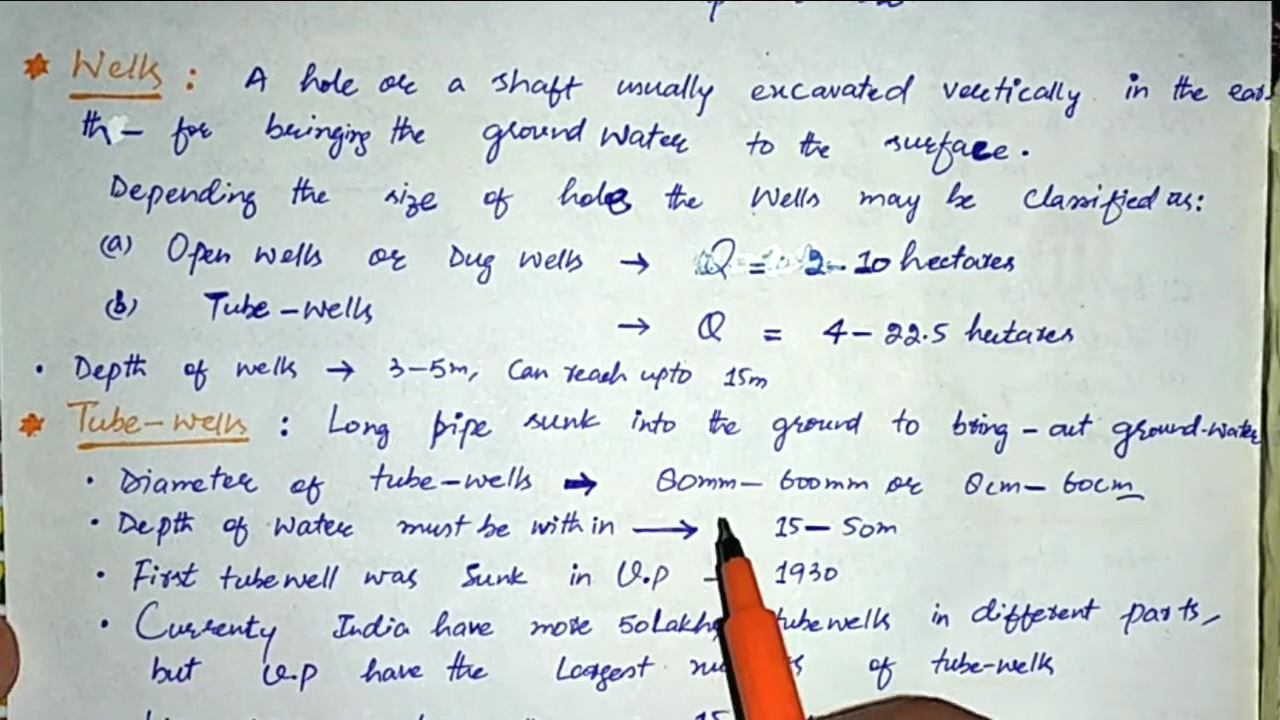 * Wells : A hole or a shaft usually excavated vertically in the ear
th - for bringing the ground water to the surface.
Depending the size of holes the wells may be classified as:
(a) Open wells or Dug wells → Q = 2 - 10 hectares
(b) Tube - wells → Q = 4 - 22.5 hectares
• Depth of wells → 3-5m, Can reach upto 15m
* Tube-wells : Long pipe sunk into the ground to bring-out ground-water
• Diameter of tube-wells → 80mm - 600mm or 8cm - 60cm
• Depth of water must be with in → 15 - 50m
• First tubewell was Sunk in U.p - 1930
• Currenty India have more 50Lakhs tubewells in different parts,
but U.p have the Largest of tube-wells
15